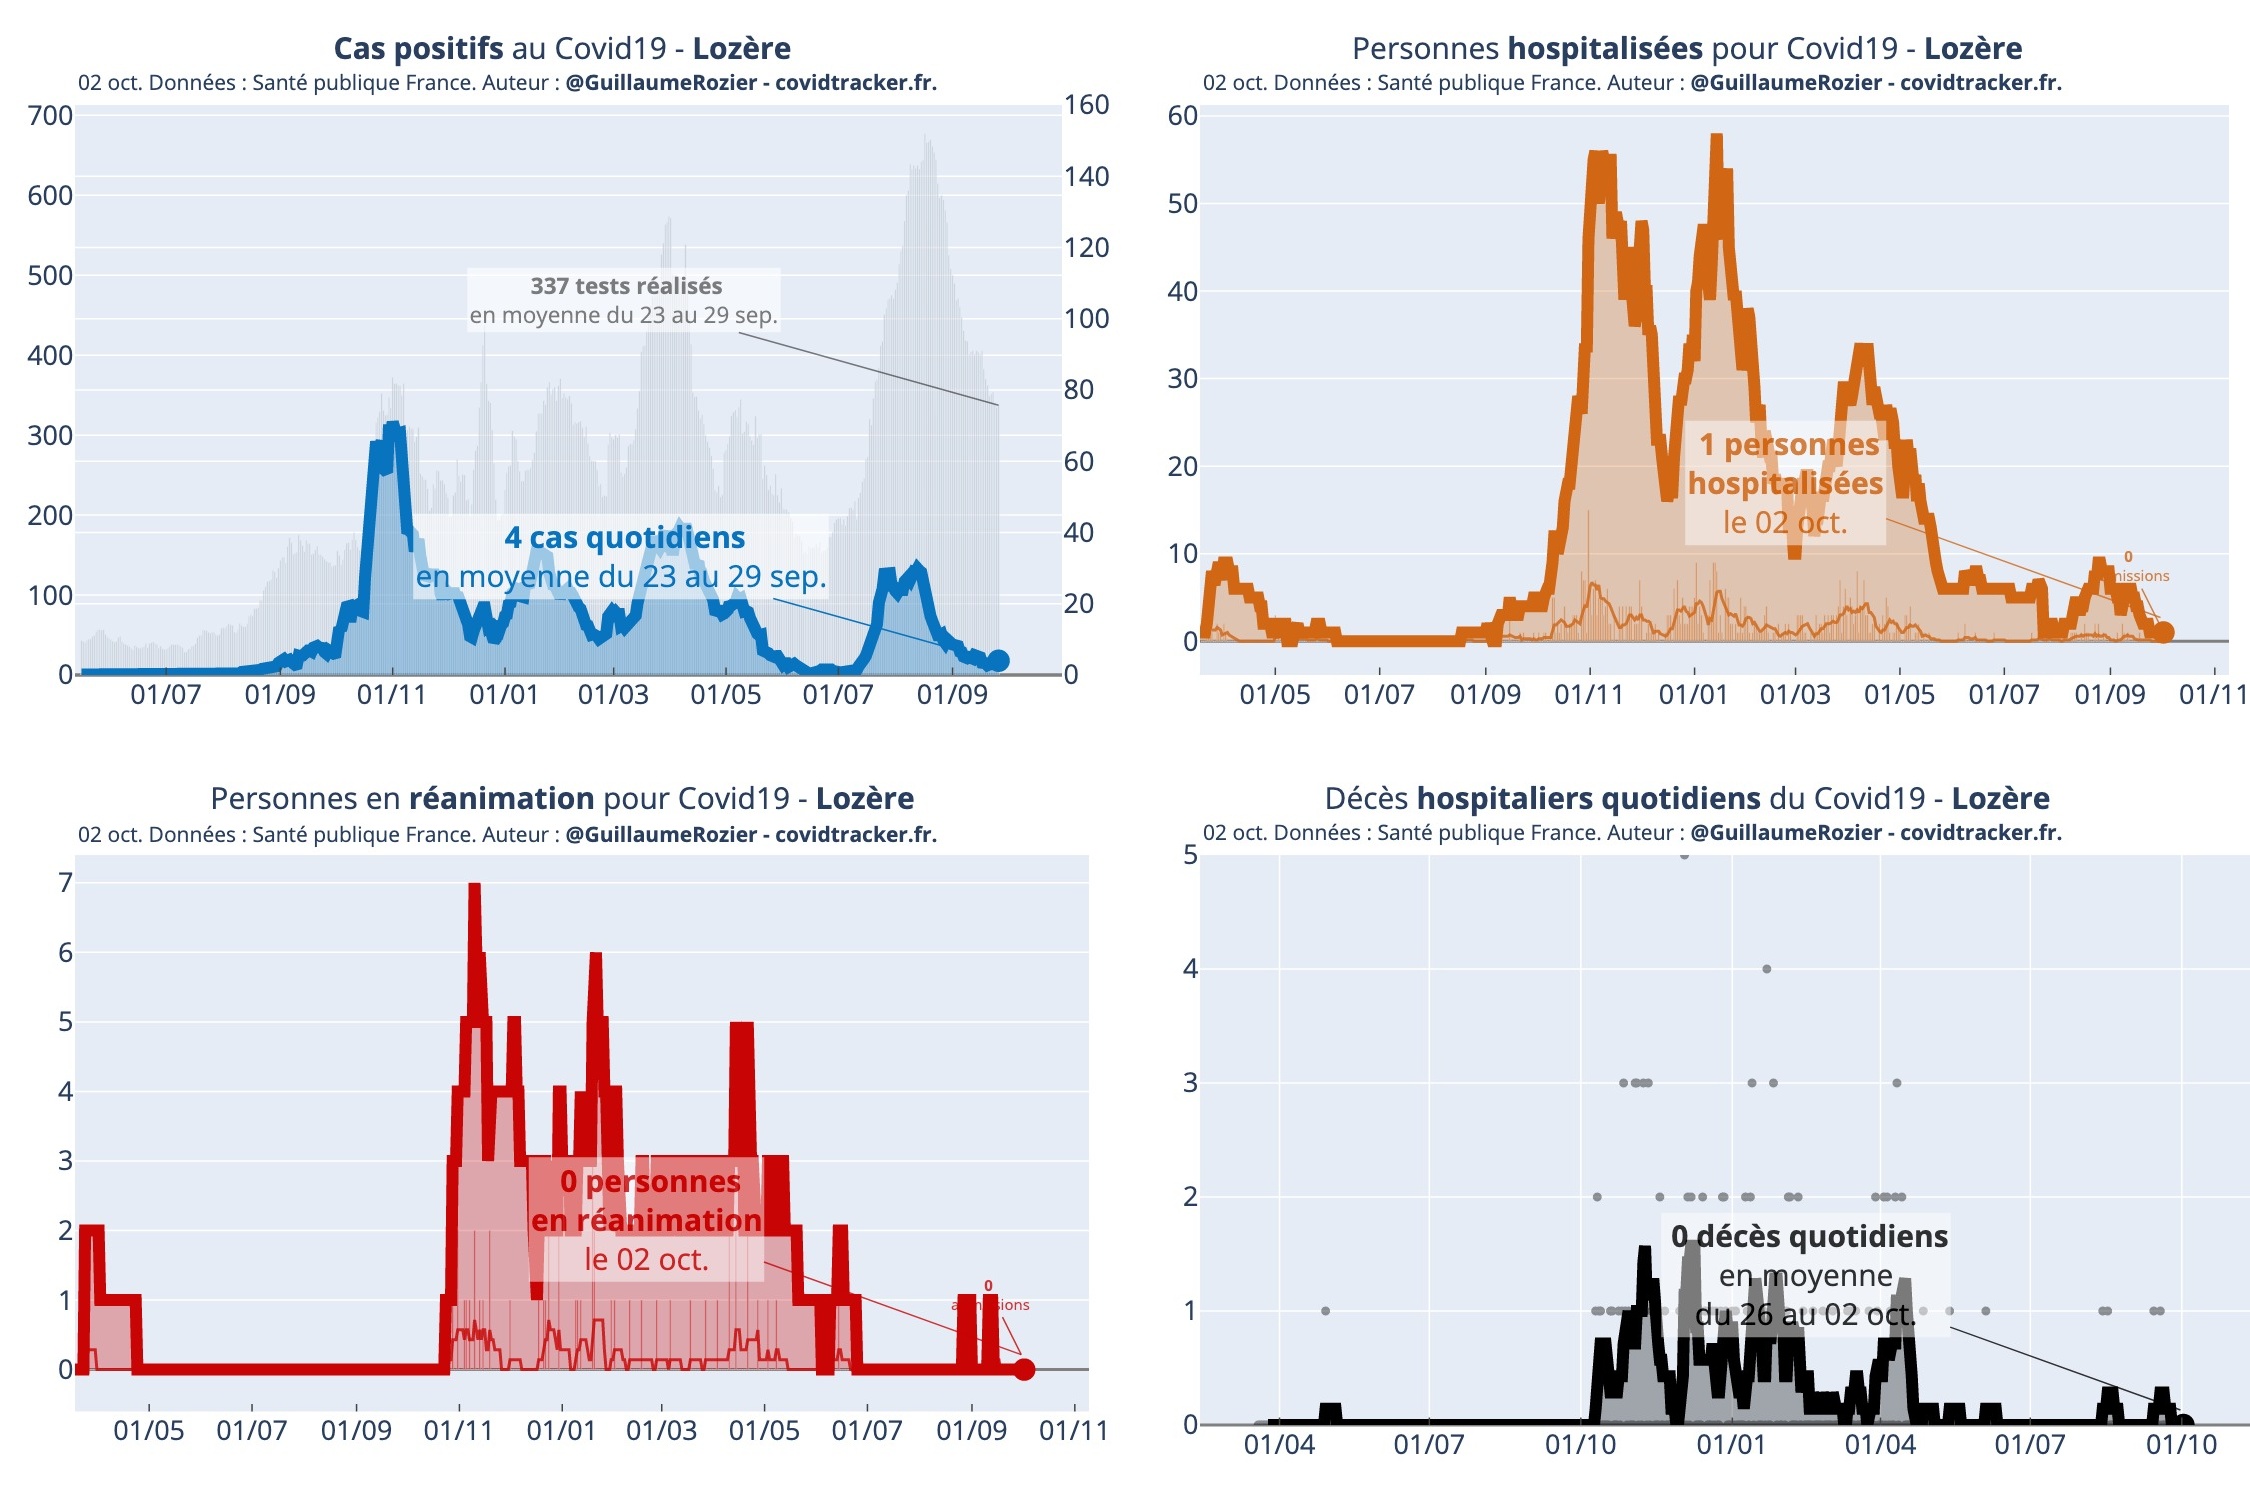 Cas positifs au Covid19 - Lozère
02 oct. Données : Santé publique France. Auteur : @GuillaumeRozier - covidtracker.fr.
700
600
500
400
300
200
100
0
160
140
120
100
80
60
40
20
0
337 tests réalisés
en moyenne du 23 au 29 sep.
4 cas quotidiens
en moyenne du 23 au 29 sep.
01/07 01/09 01/11 01/01 01/03 01/05 01/07 01/09
Personnes hospitalisées pour Covid19 - Lozère
02 oct. Données : Santé publique France. Auteur : @GuillaumeRozier - covidtracker.fr.
60
50
40
30
20
10
0
1 personnes
hospitalisées
le 02 oct.
0
01/05 01/07 01/09 01/11 01/01 01/03 01/05 01/07 01/09 01/11
Personnes en réanimation pour Covid19 - Lozère
02 oct. Données : Santé publique France. Auteur : @GuillaumeRozier - covidtracker.fr.
7
6
5
4
3
2
1
0
0 personnes
en réanimation
le 02 oct.
0
01/05 01/07 01/09 01/11 01/01 01/03 01/05 01/07 01/09 01/11
Décès hospitaliers quotidiens du Covid19 - Lozère
02 oct. Données : Santé publique France. Auteur : @GuillaumeRozier - covidtracker.fr.
5
4
3
2
1
0
0 décès quotidiens
en moyenne
du 26 au 02 oct.
01/04 01/07 01/10 01/01 01/04 01/07 01/10